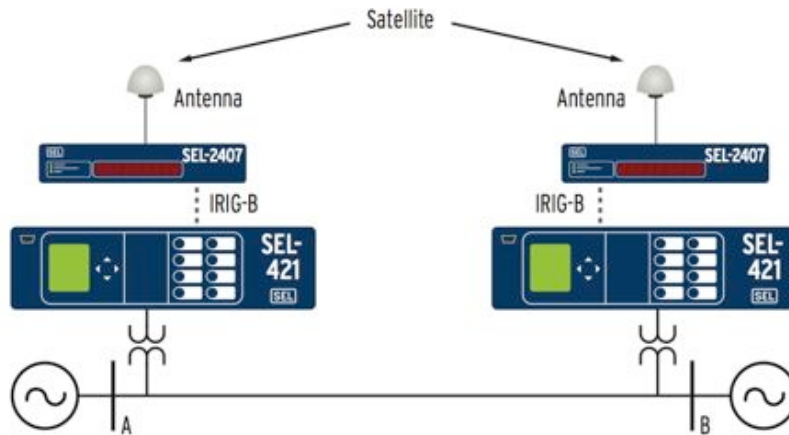 Satellite
Antenna
Antenna
SEL
SEL-2407
SEL
SEL-2407
IRIG-B
IRIG-B
SEL-
421
SEL
SEL-
421
SEL
A
B